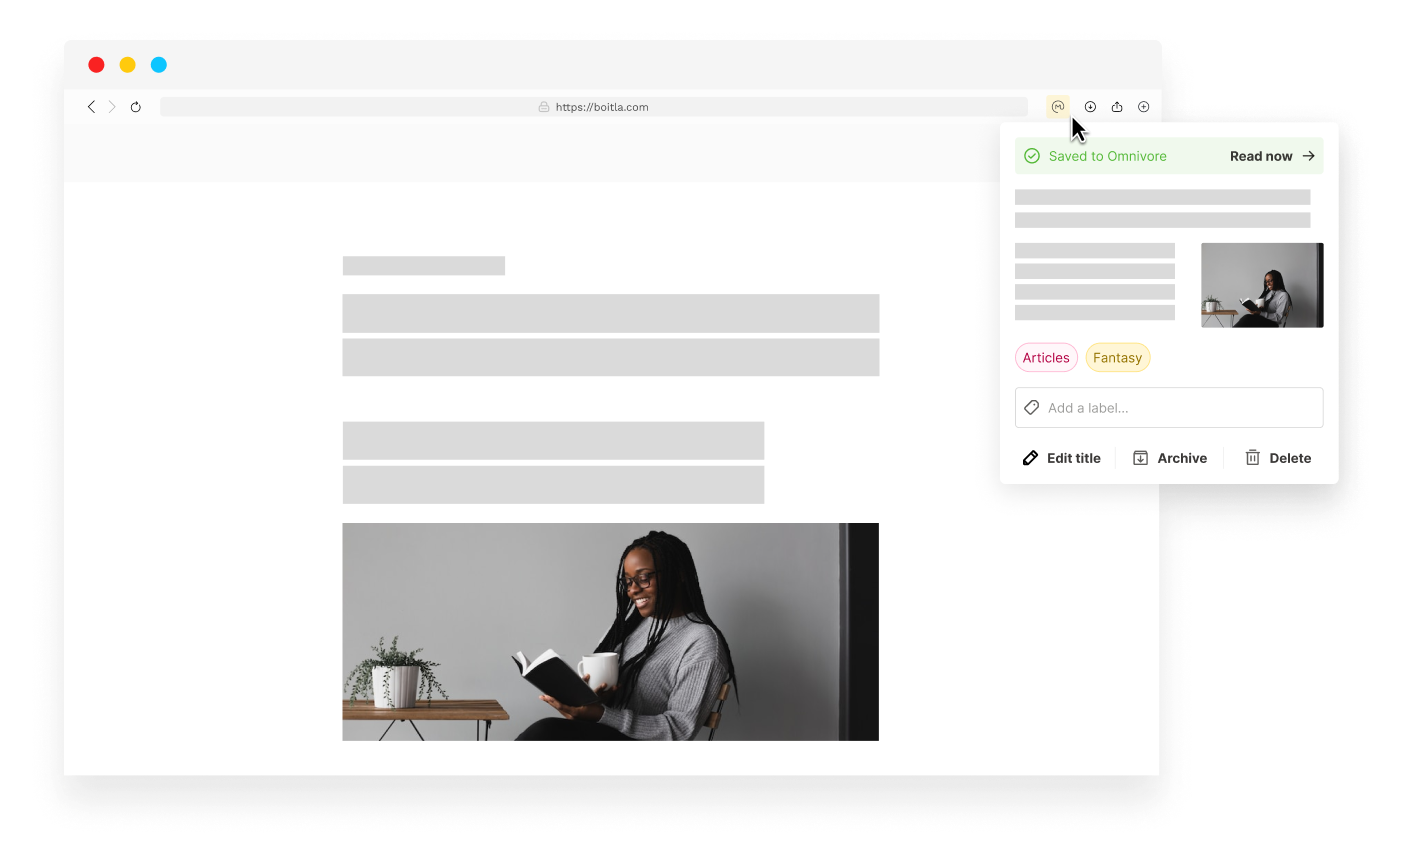 https://boitla.com
Saved to Omnivore
Read now
Articles
Fantasy
Add a label...
Edit title
Archive
Delete